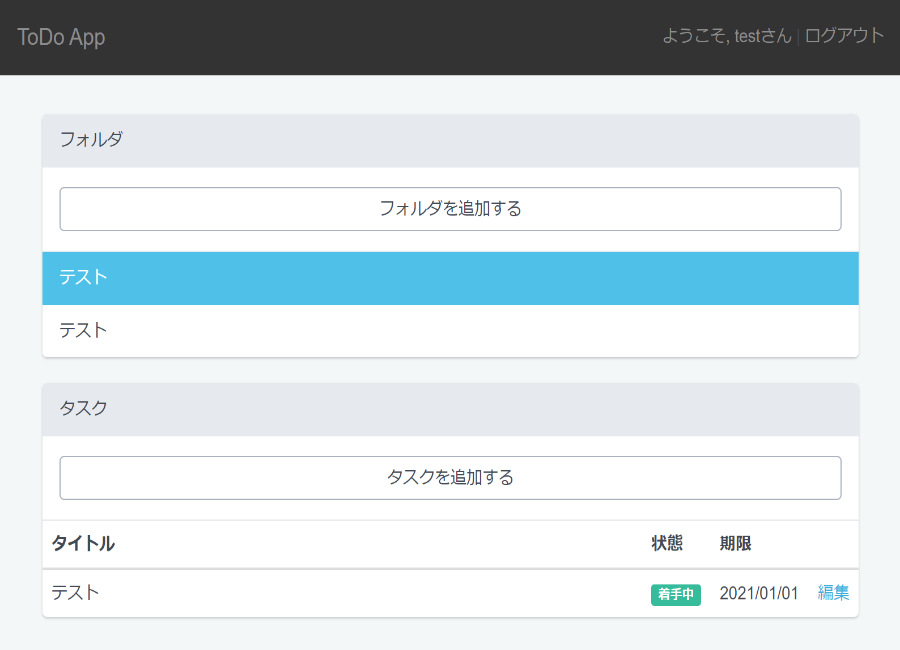 ToDo App
ようこそ, testさん | ログアウト
フォルダ
フォルダを追加する
テスト
テスト
タスク
タスクを追加する
タイトル 状態 期限
テスト 着手中 2021/01/01 編集